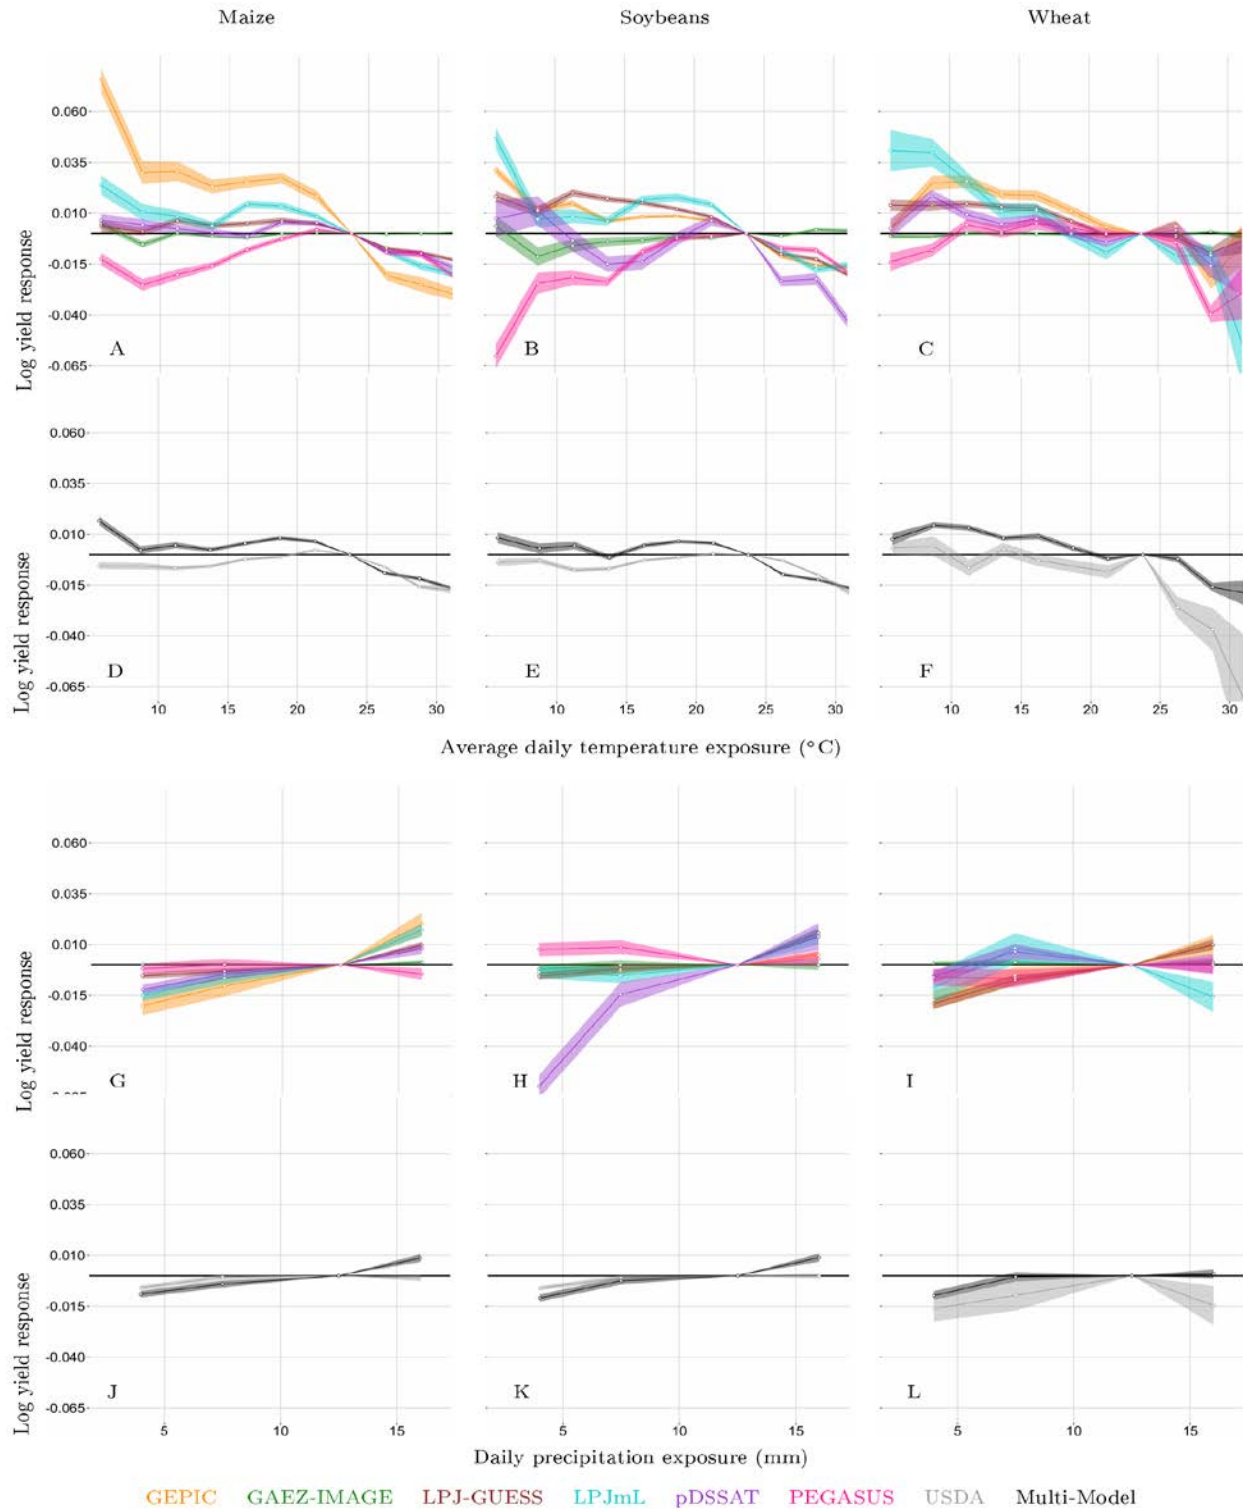 Maize Soybeans Wheat
0.060
0.035
0.010
-0.015
-0.040
-0.065
Log yield response
A B C
0.060
0.035
0.010
-0.015
-0.040
-0.065
Log yield response
D E F
10 15 20 25 30 10 15 20 25 30 10 15 20 25 30
Average daily temperature exposure (°C)
0.060
0.035
0.010
-0.015
-0.040
Log yield response
G H I
0.060
0.035
0.010
-0.015
-0.040
-0.065
Log yield response
J K L
5 10 15 5 10 15 5 10 15
Daily precipitation exposure (mm)
GEPIC GAEZ-IMAGE LPJ-GUESS LPJmL pDSSAT PEGASUS USDA Multi-Model